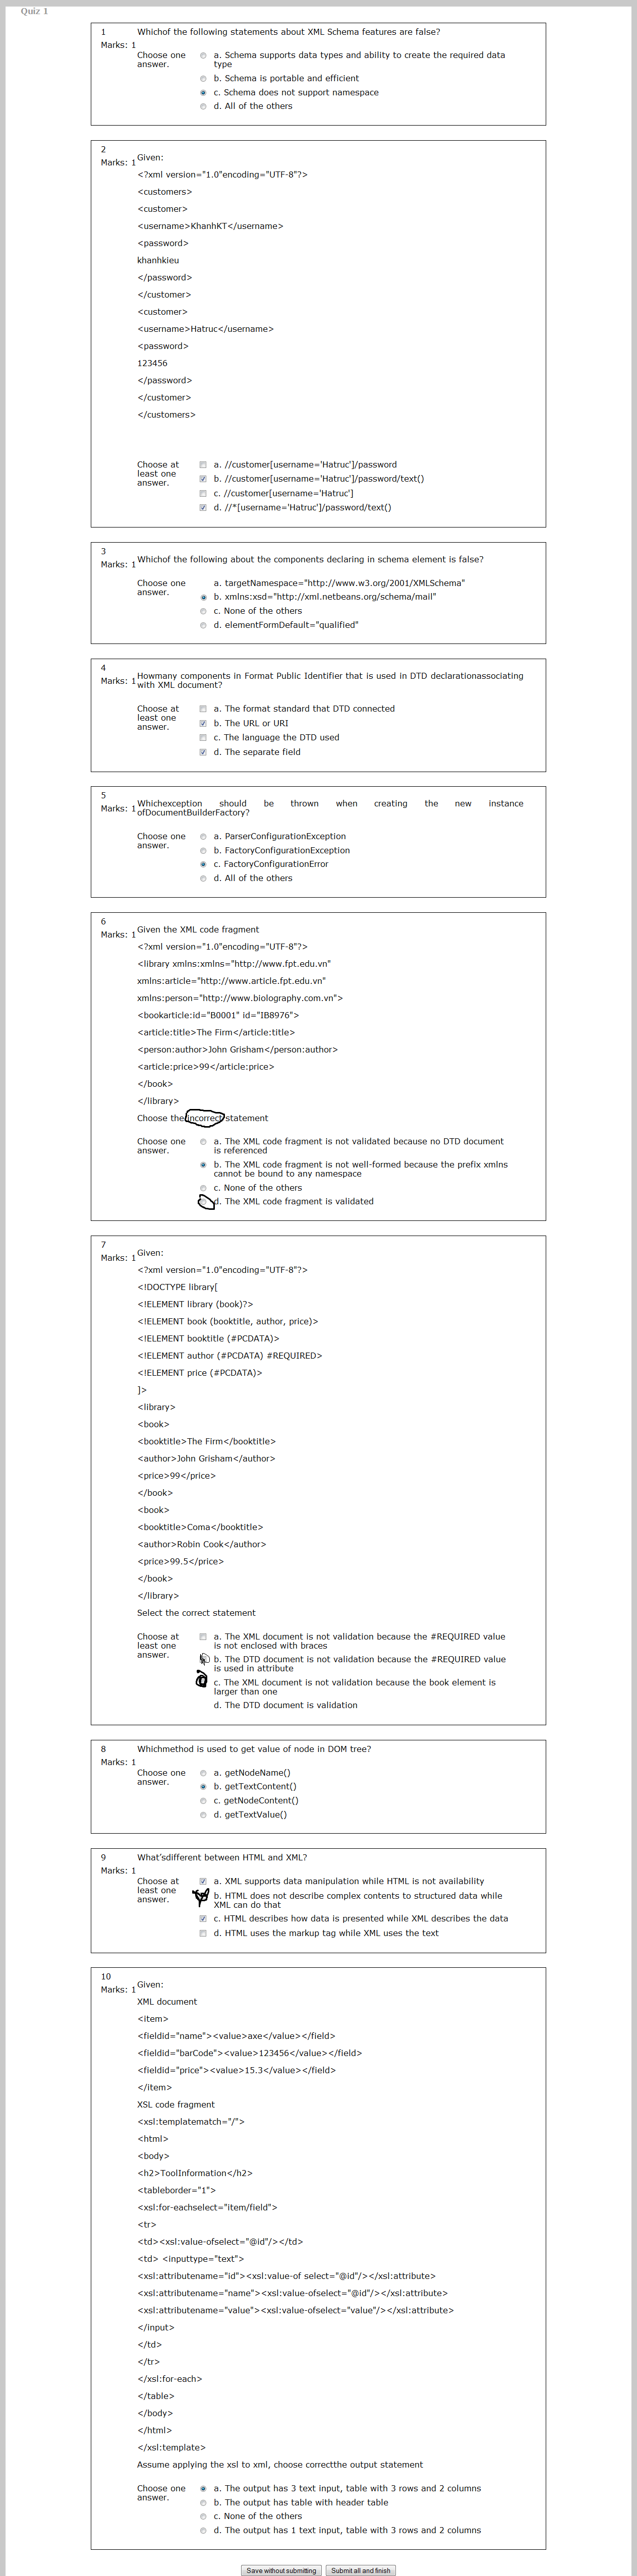 Quiz 1
1
Marks: 1
Whichof the following statements about XML Schema features are false?
Choose one
answer.
a. Schema supports data types and ability to create the required data
type
b. Schema is portable and efficient
c. Schema does not support namespace
d. All of the others
2
Marks: 1
Given:
<?xml version="1.0"encoding="UTF-8"?>
<customers>
<customer>
<username>KhanhKT</username>
<password>
khanhkieu
</password>
</customer>
<customer>
<username>Hatruc</username>
<password>
123456
</password>
</customer>
</customers>
Choose at
least one
answer.
a. //customer[username='Hatruc']/password
b. //customer[username='Hatruc']/password/text()
c. //customer[username='Hatruc']
d. //*[username='Hatruc']/password/text()
3
Marks: 1
Whichof the following about the components declaring in schema element is false?
Choose one
answer.
a. targetNamespace="http://www.w3.org/2001/XMLSchema"
b. xmlns:xsd="http://xml.netbeans.org/schema/mail"
c. None of the others
d. elementFormDefault="qualified"
4
Marks: 1
Howmany components in Format Public Identifier that is used in DTD declarationassociating
with XML document?
Choose at
least one
answer.
a. The format standard that DTD connected
b. The URL or URI
c. The language the DTD used
d. The separate field
5
Marks: 1
Whichexception should be thrown when creating the new instance
ofDocumentBuilderFactory?
Choose one
answer.
a. ParserConfigurationException
b. FactoryConfigurationException
c. FactoryConfigurationError
d. All of the others
6
Marks: 1
Given the XML code fragment
<?xml version="1.0"encoding="UTF-8"?>
<library xmlns:xmlns="http://www.fpt.edu.vn"
xmlns:article="http://www.article.fpt.edu.vn"
xmlns:person="http://www.biolography.com.vn">
<bookarticle:id="B0001" id="IB8976">
<article:title>The Firm</article:title>
<person:author>John Grisham</person:author>
<article:price>99</article:price>
</book>
</library>
Choose the incorrect statement
Choose one
answer.
a. The XML code fragment is not validated because no DTD document
is referenced
b. The XML code fragment is not well-formed because the prefix xmlns
cannot be bound to any namespace
c. None of the others
d. The XML code fragment is validated
7
Marks: 1
Given:
<?xml version="1.0"encoding="UTF-8"?>
<!DOCTYPE library[
<!ELEMENT library (book)?>
<!ELEMENT book (booktitle, author, price)>
<!ELEMENT booktitle (#PCDATA)>
<!ELEMENT author (#PCDATA) #REQUIRED>
<!ELEMENT price (#PCDATA)>
]>
<library>
<book>
<booktitle>The Firm</booktitle>
<author>John Grisham</author>
<price>99</price>
</book>
<book>
<booktitle>Coma</booktitle>
<author>Robin Cook</author>
<price>99.5</price>
</book>
</library>
Select the correct statement
Choose at
least one
answer.
a. The XML document is not validation because the #REQUIRED value
is not enclosed with braces
b. The DTD document is not validation because the #REQUIRED value
is used in attribute
c. The XML document is not validation because the book element is
larger than one
d. The DTD document is validation
8
Marks: 1
Whichmethod is used to get value of node in DOM tree?
Choose one
answer.
a. getNodeName()
b. getTextContent()
c. getNodeContent()
d. getTextValue()
9
Marks: 1
What'sdifferent between HTML and XML?
Choose at
least one
answer.
a. XML supports data manipulation while HTML is not availability
b. HTML does not describe complex contents to structured data while
XML can do that
c. HTML describes how data is presented while XML describes the data
d. HTML uses the markup tag while XML uses the text
10
Marks: 1
Given:
XML document
<item>
<fieldid="name"><value>axe</value></field>
<fieldid="barCode"><value>123456</value></field>
<fieldid="price"><value>15.3</value></field>
</item>
XSL code fragment
<xsl:templatematch="/">
<html>
<body>
<h2>ToolInformation</h2>
<tableborder="1">
<xsl:for-eachselect="item/field">
<tr>
<td><xsl:value-ofselect="@id"/></td>
<td> <inputtype="text">
<xsl:attributename="id"><xsl:value-of select="@id"/></xsl:attribute>
<xsl:attributename="name"><xsl:value-ofselect="@id"/></xsl:attribute>
<xsl:attributename="value"><xsl:value-ofselect="value"/></xsl:attribute>
</input>
</td>
</tr>
</xsl:for-each>
</table>
</body>
</html>
</xsl:template>
Assume applying the xsl to xml, choose correctthe output statement
Choose one
answer.
a. The output has 3 text input, table with 3 rows and 2 columns
b. The output has table with header table
c. None of the others
d. The output has 1 text input, table with 3 rows and 2 columns
Save without submitting Submit all and finish